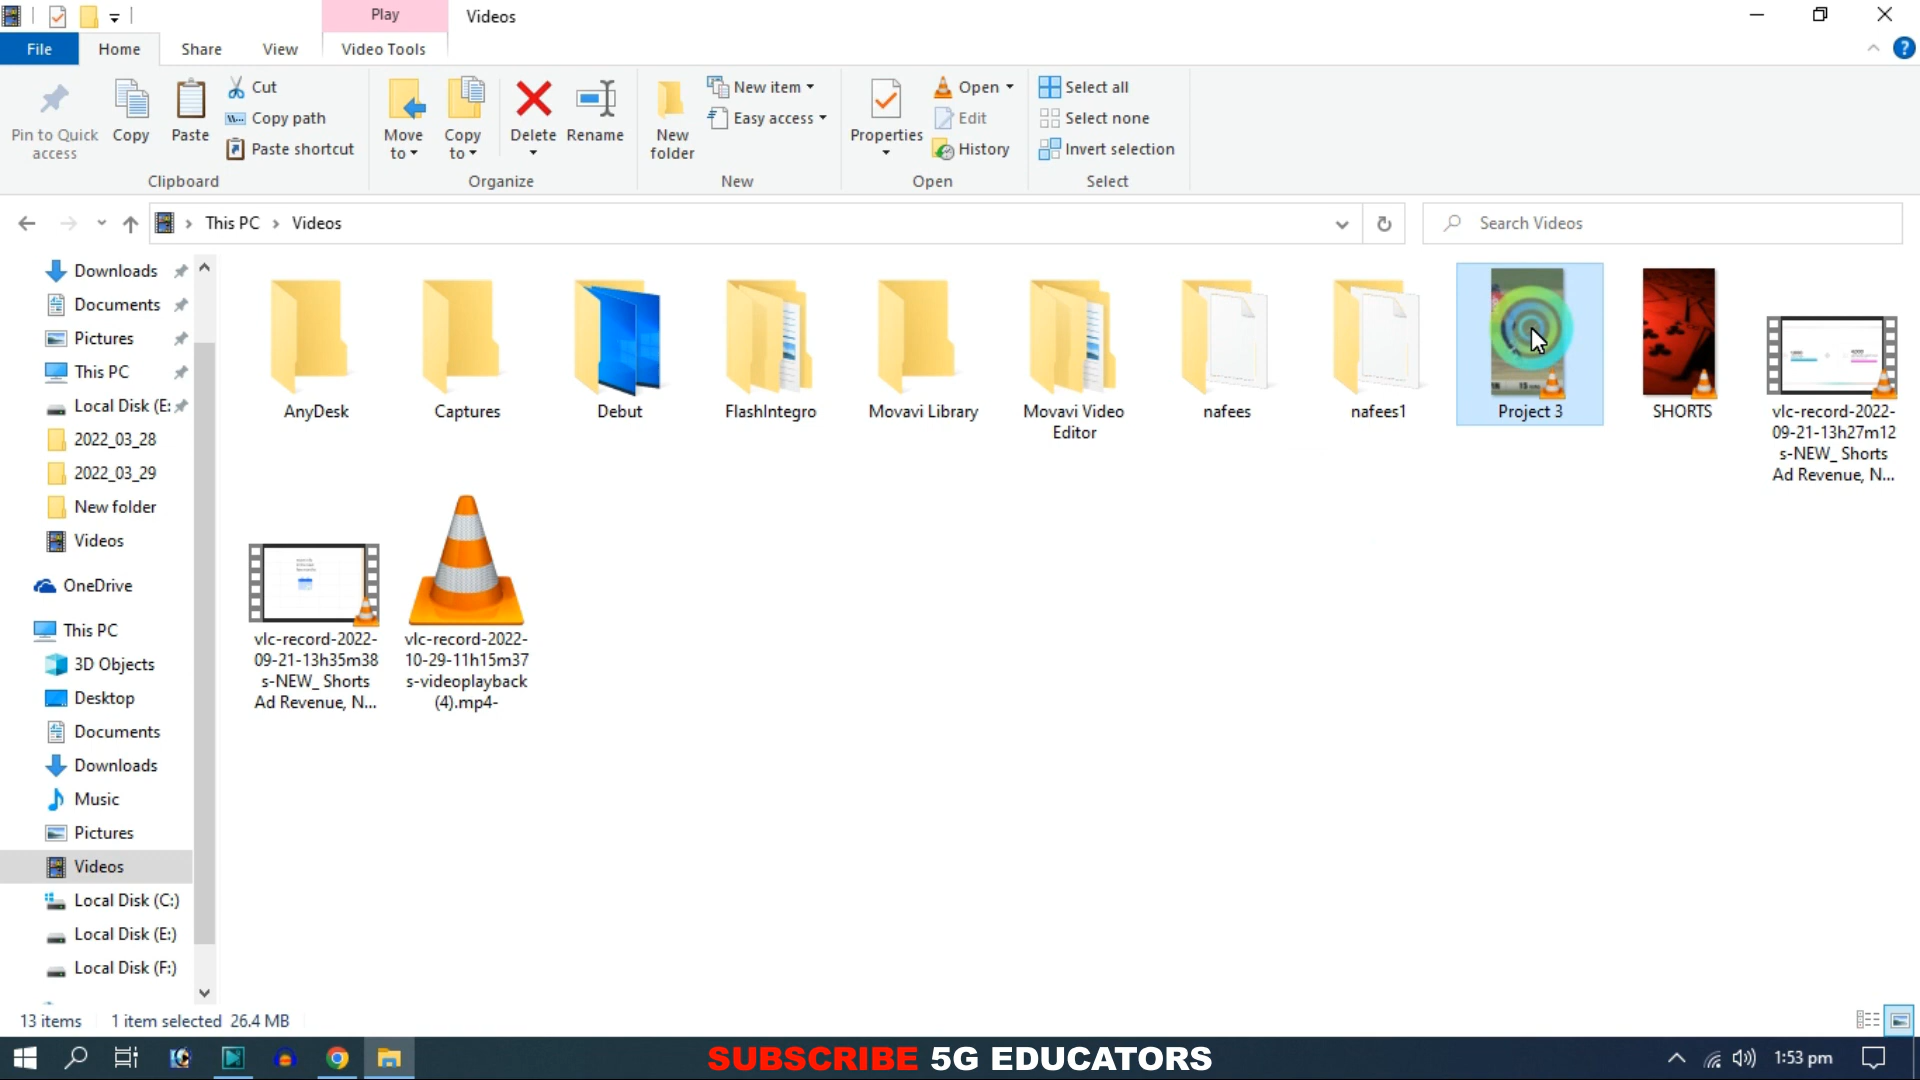 Play
Videos
File
Home
Share
View
Video Tools
Pin to Quick
access
Copy
Paste
Cut
Copy path
Paste shortcut
Clipboard
Move
to
Copy
to
Delete
Rename
Organize
New
folder
New item
Easy access
New
Properties
Open
Edit
History
Open
Select all
Select none
Invert selection
Select
This PC
Videos
Search Videos
Downloads
Documents
Pictures
This PC
Local Disk (E:
2022_03_28
2022_03_29
New folder
Videos
OneDrive
This PC
3D Objects
Desktop
Documents
Downloads
Music
Pictures
Videos
Local Disk (C:)
Local Disk (E:)
Local Disk (F:)
AnyDesk
Captures
Debut
FlashIntegro
Movavi Library
Movavi Video
Editor
nafees
nafees1
Project 3
SHORTS
vlc-record-2022-
09-21-13h27m12
s-NEW_ Shorts
Ad Revenue, N...
vlc-record-2022-
09-21-13h35m38
s-NEW_ Shorts
Ad Revenue, N...
vlc-record-2022-
10-29-11h15m37
s-videoplayback
(4).mp4-
13 items
1 item selected 26.4 MB
SUBSCRIBE 5G EDUCATORS
1:53 pm